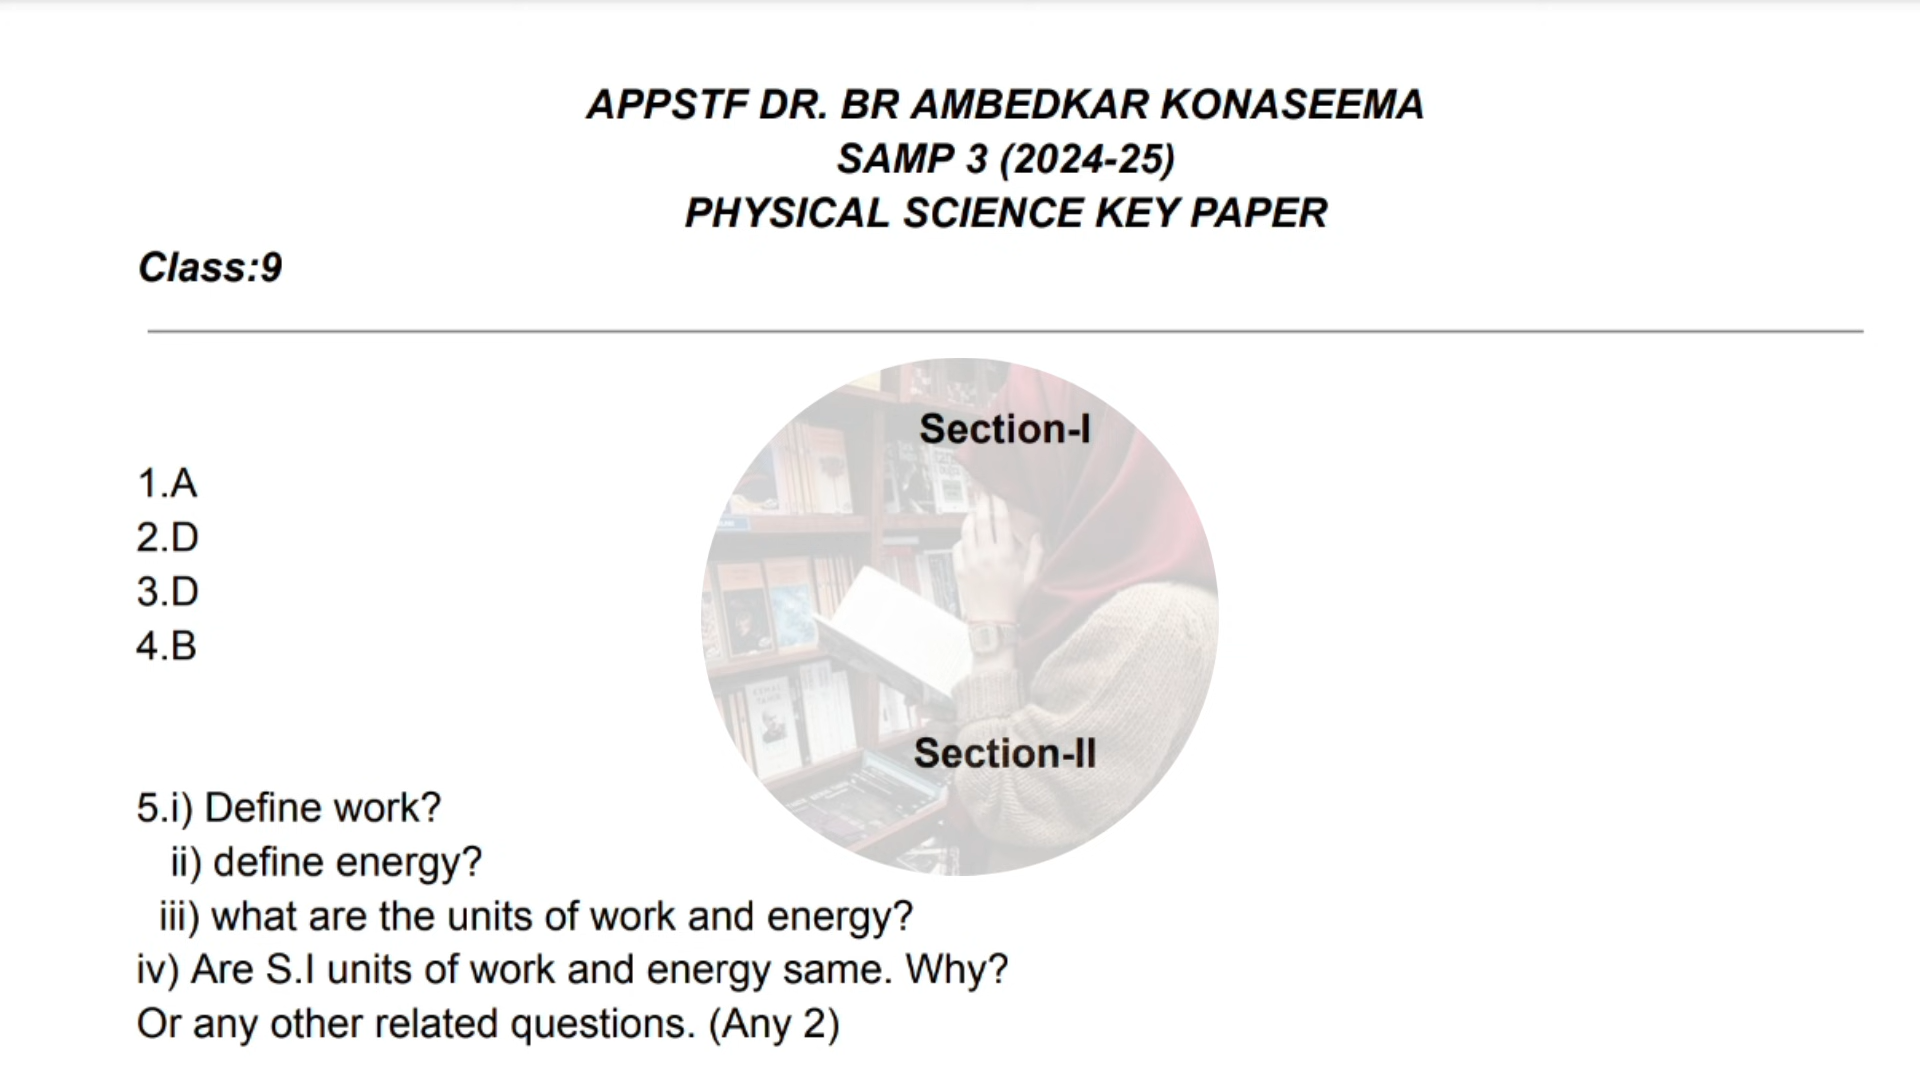 APPSTF DR. BR AMBEDKAR KONASEEMA
SAMP 3 (2024-25)
PHYSICAL SCIENCE KEY PAPER
Class:9
Section-I
1.A
2.D
3.D
4.B
Section-II
5.i) Define work?
ii) define energy?
iii) what are the units of work and energy?
iv) Are S.I units of work and energy same. Why?
Or any other related questions. (Any 2)